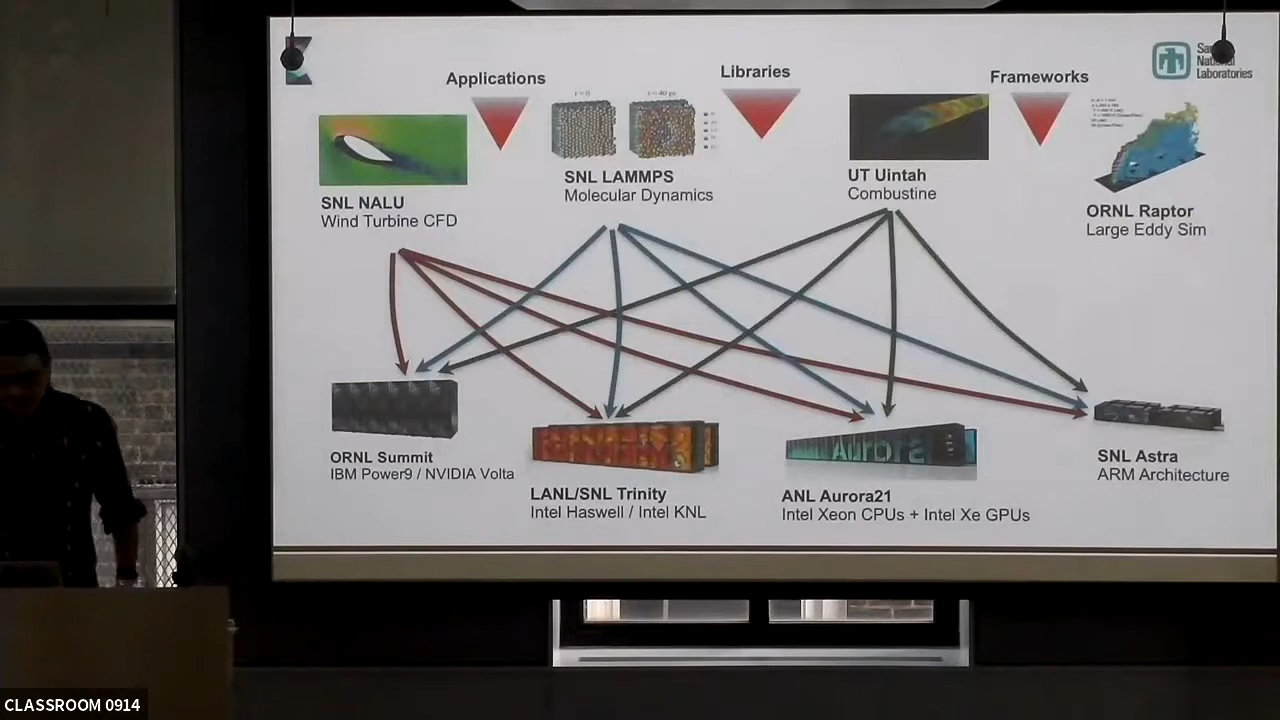 Applications
Libraries
Frameworks
Laboratories
SNL NALU
Wind Turbine CFD
SNL LAMMPS
Molecular Dynamics
UT Uintah
Combustine
ORNL Raptor
Large Eddy Sim
ORNL Summit
IBM Power9 / NVIDIA Volta
LANL/SNL Trinity
Intel Haswell / Intel KNL
Aurora
ANL Aurora21
Intel Xeon CPUs + Intel Xe GPUs
SNL Astra
ARM Architecture
CLASSROOM 0914